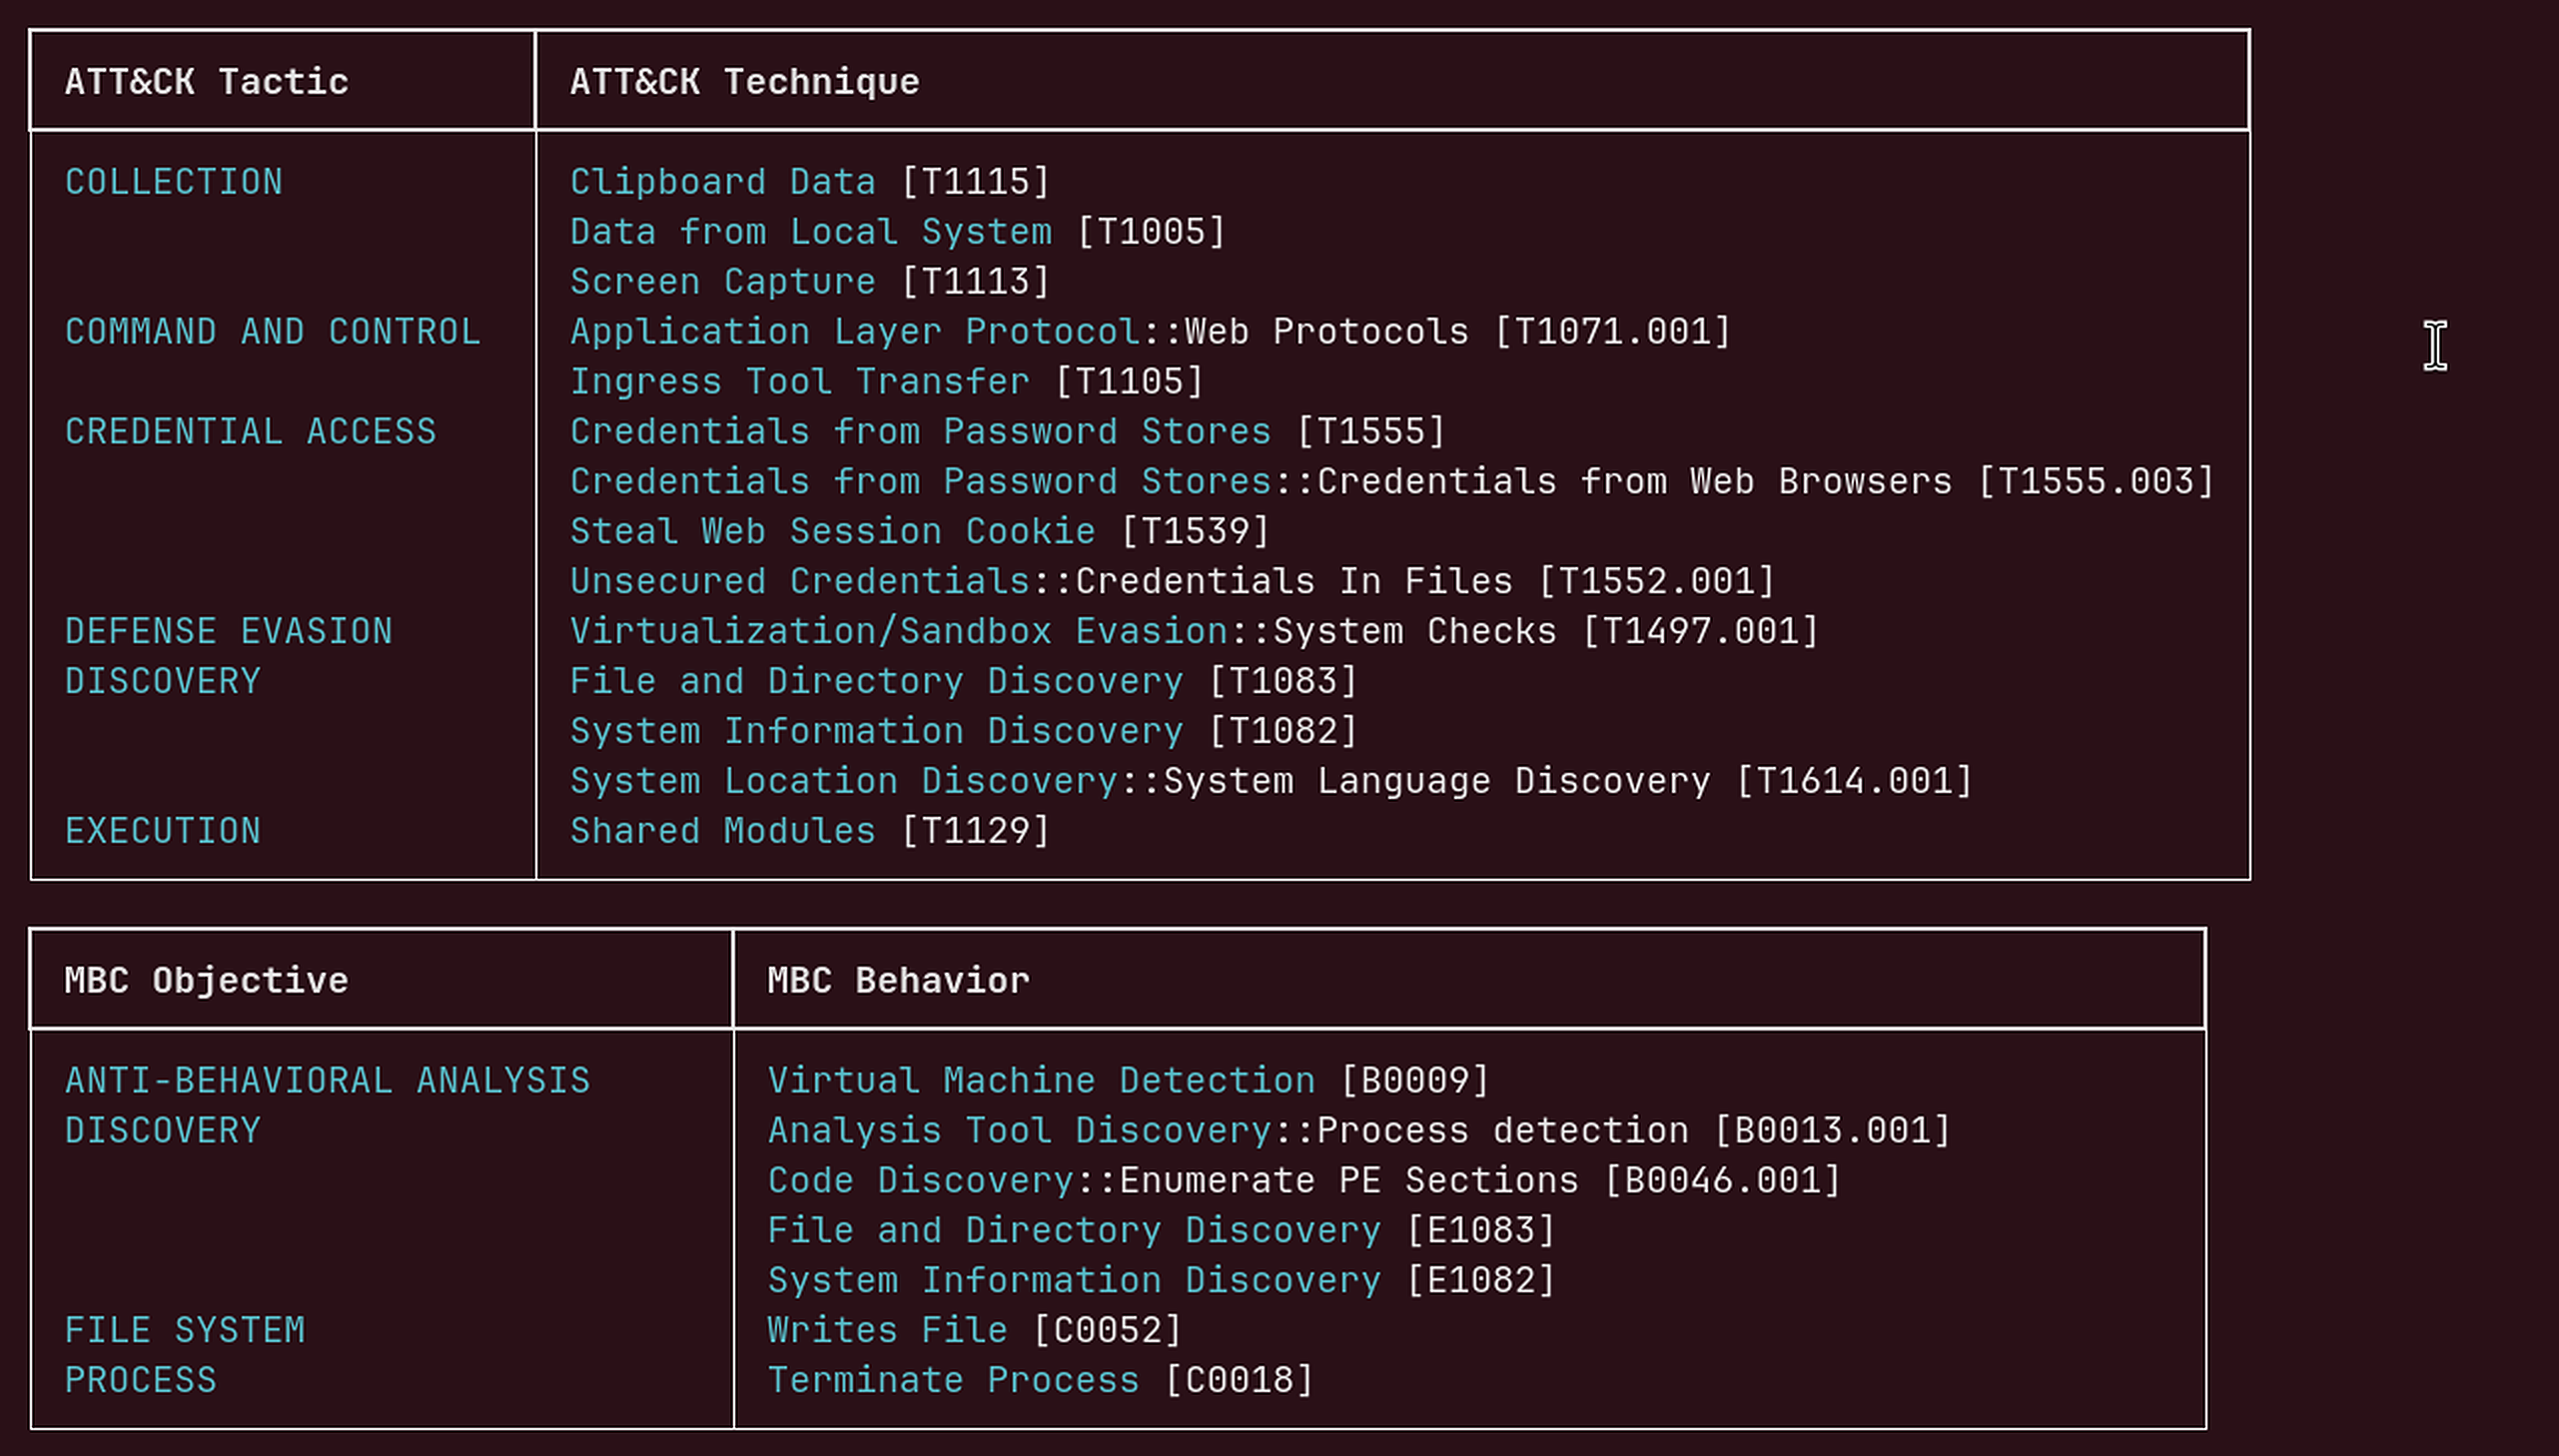 ATT&CK Tactic ATT&CK Technique
COLLECTION Clipboard Data [T1115]
Data from Local System [T1005]
Screen Capture [T1113]
COMMAND AND CONTROL Application Layer Protocol::Web Protocols [T1071.001]
Ingress Tool Transfer [T1105]
CREDENTIAL ACCESS Credentials from Password Stores [T1555]
Credentials from Password Stores::Credentials from Web Browsers [T1555.003]
Steal Web Session Cookie [T1539]
Unsecured Credentials::Credentials In Files [T1552.001]
DEFENSE EVASION Virtualization/Sandbox Evasion::System Checks [T1497.001]
DISCOVERY File and Directory Discovery [T1083]
System Information Discovery [T1082]
System Location Discovery::System Language Discovery [T1614.001]
EXECUTION Shared Modules [T1129]
MBC Objective MBC Behavior
ANTI-BEHAVIORAL ANALYSIS Virtual Machine Detection [B0009]
DISCOVERY Analysis Tool Discovery::Process detection [B0013.001]
Code Discovery::Enumerate PE Sections [B0046.001]
File and Directory Discovery [E1083]
System Information Discovery [E1082]
FILE SYSTEM Writes File [C0052]
PROCESS Terminate Process [C0018]